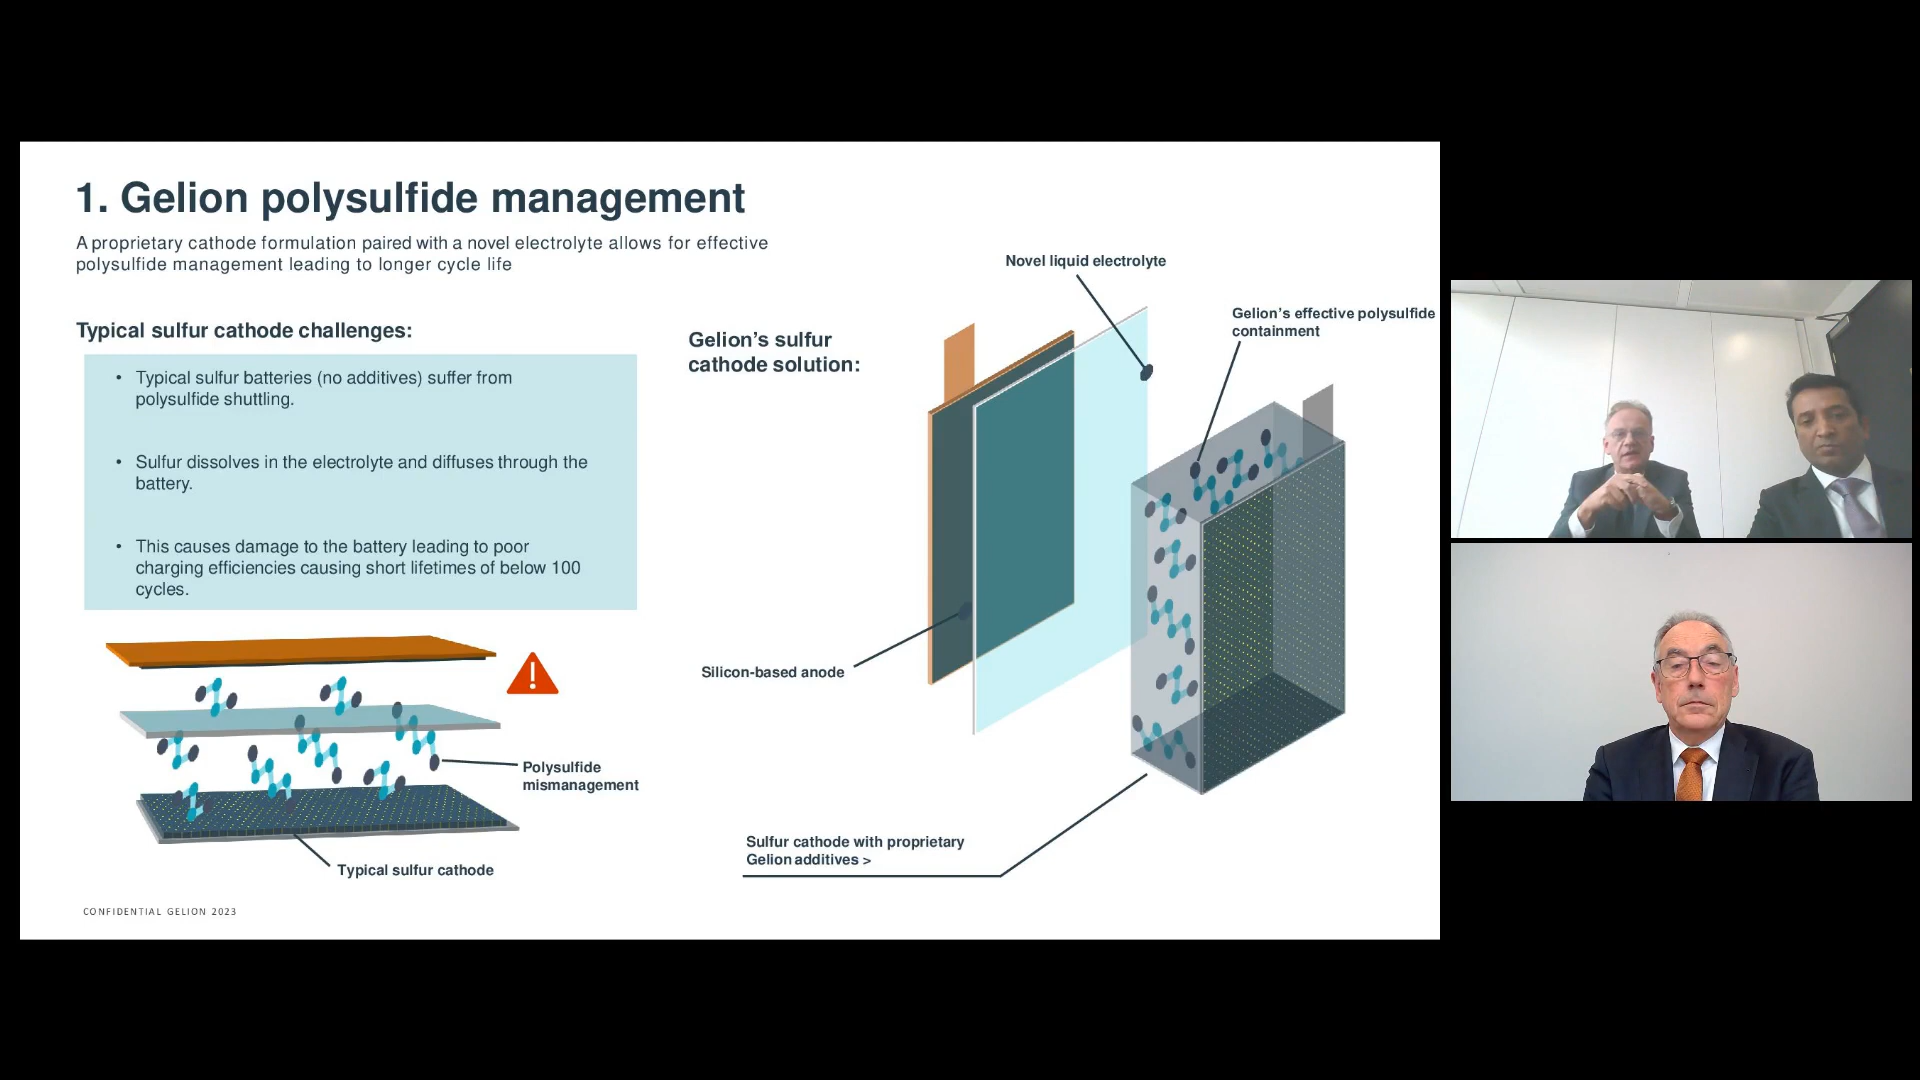 1. Gelion polysulfide management
A proprietary cathode formulation paired with a novel electrolyte allows for effective
polysulfide management leading to longer cycle life
Typical sulfur cathode challenges:
• Typical sulfur batteries (no additives) suffer from
polysulfide shuttling.
• Sulfur dissolves in the electrolyte and diffuses through the
battery.
• This causes damage to the battery leading to poor
charging efficiencies causing short lifetimes of below 100
cycles.
Polysulfide
mismanagement
Typical sulfur cathode
Gelion’s sulfur
cathode solution:
Novel liquid electrolyte
Gelion’s effective polysulfide
containment
Silicon-based anode
Sulfur cathode with proprietary
Gelion additives >
CONFIDENTIAL GELION 2023